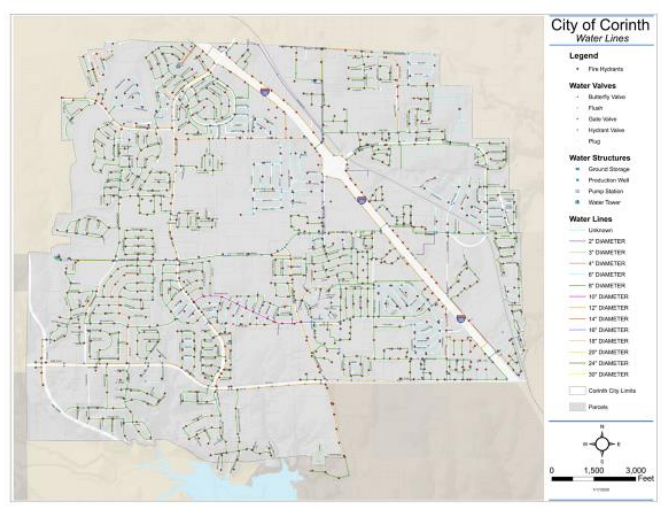 City of Corinth
Water Lines
Legend
Fire Hydrants
Water Valves
Butterfly Valve
Flush
Gate Valve
Hydrant Valve
Plug
Water Structures
Ground Storage
Production Well
Pump Station
Water Tower
Water Lines
Unknown
2" DIAMETER
3" DIAMETER
4" DIAMETER
6" DIAMETER
8" DIAMETER
10" DIAMETER
12" DIAMETER
14" DIAMETER
16" DIAMETER
18" DIAMETER
20" DIAMETER
24" DIAMETER
30" DIAMETER
Corinth City Limits
Parcels
N
W E
S
0 1,500 3,000
Feet